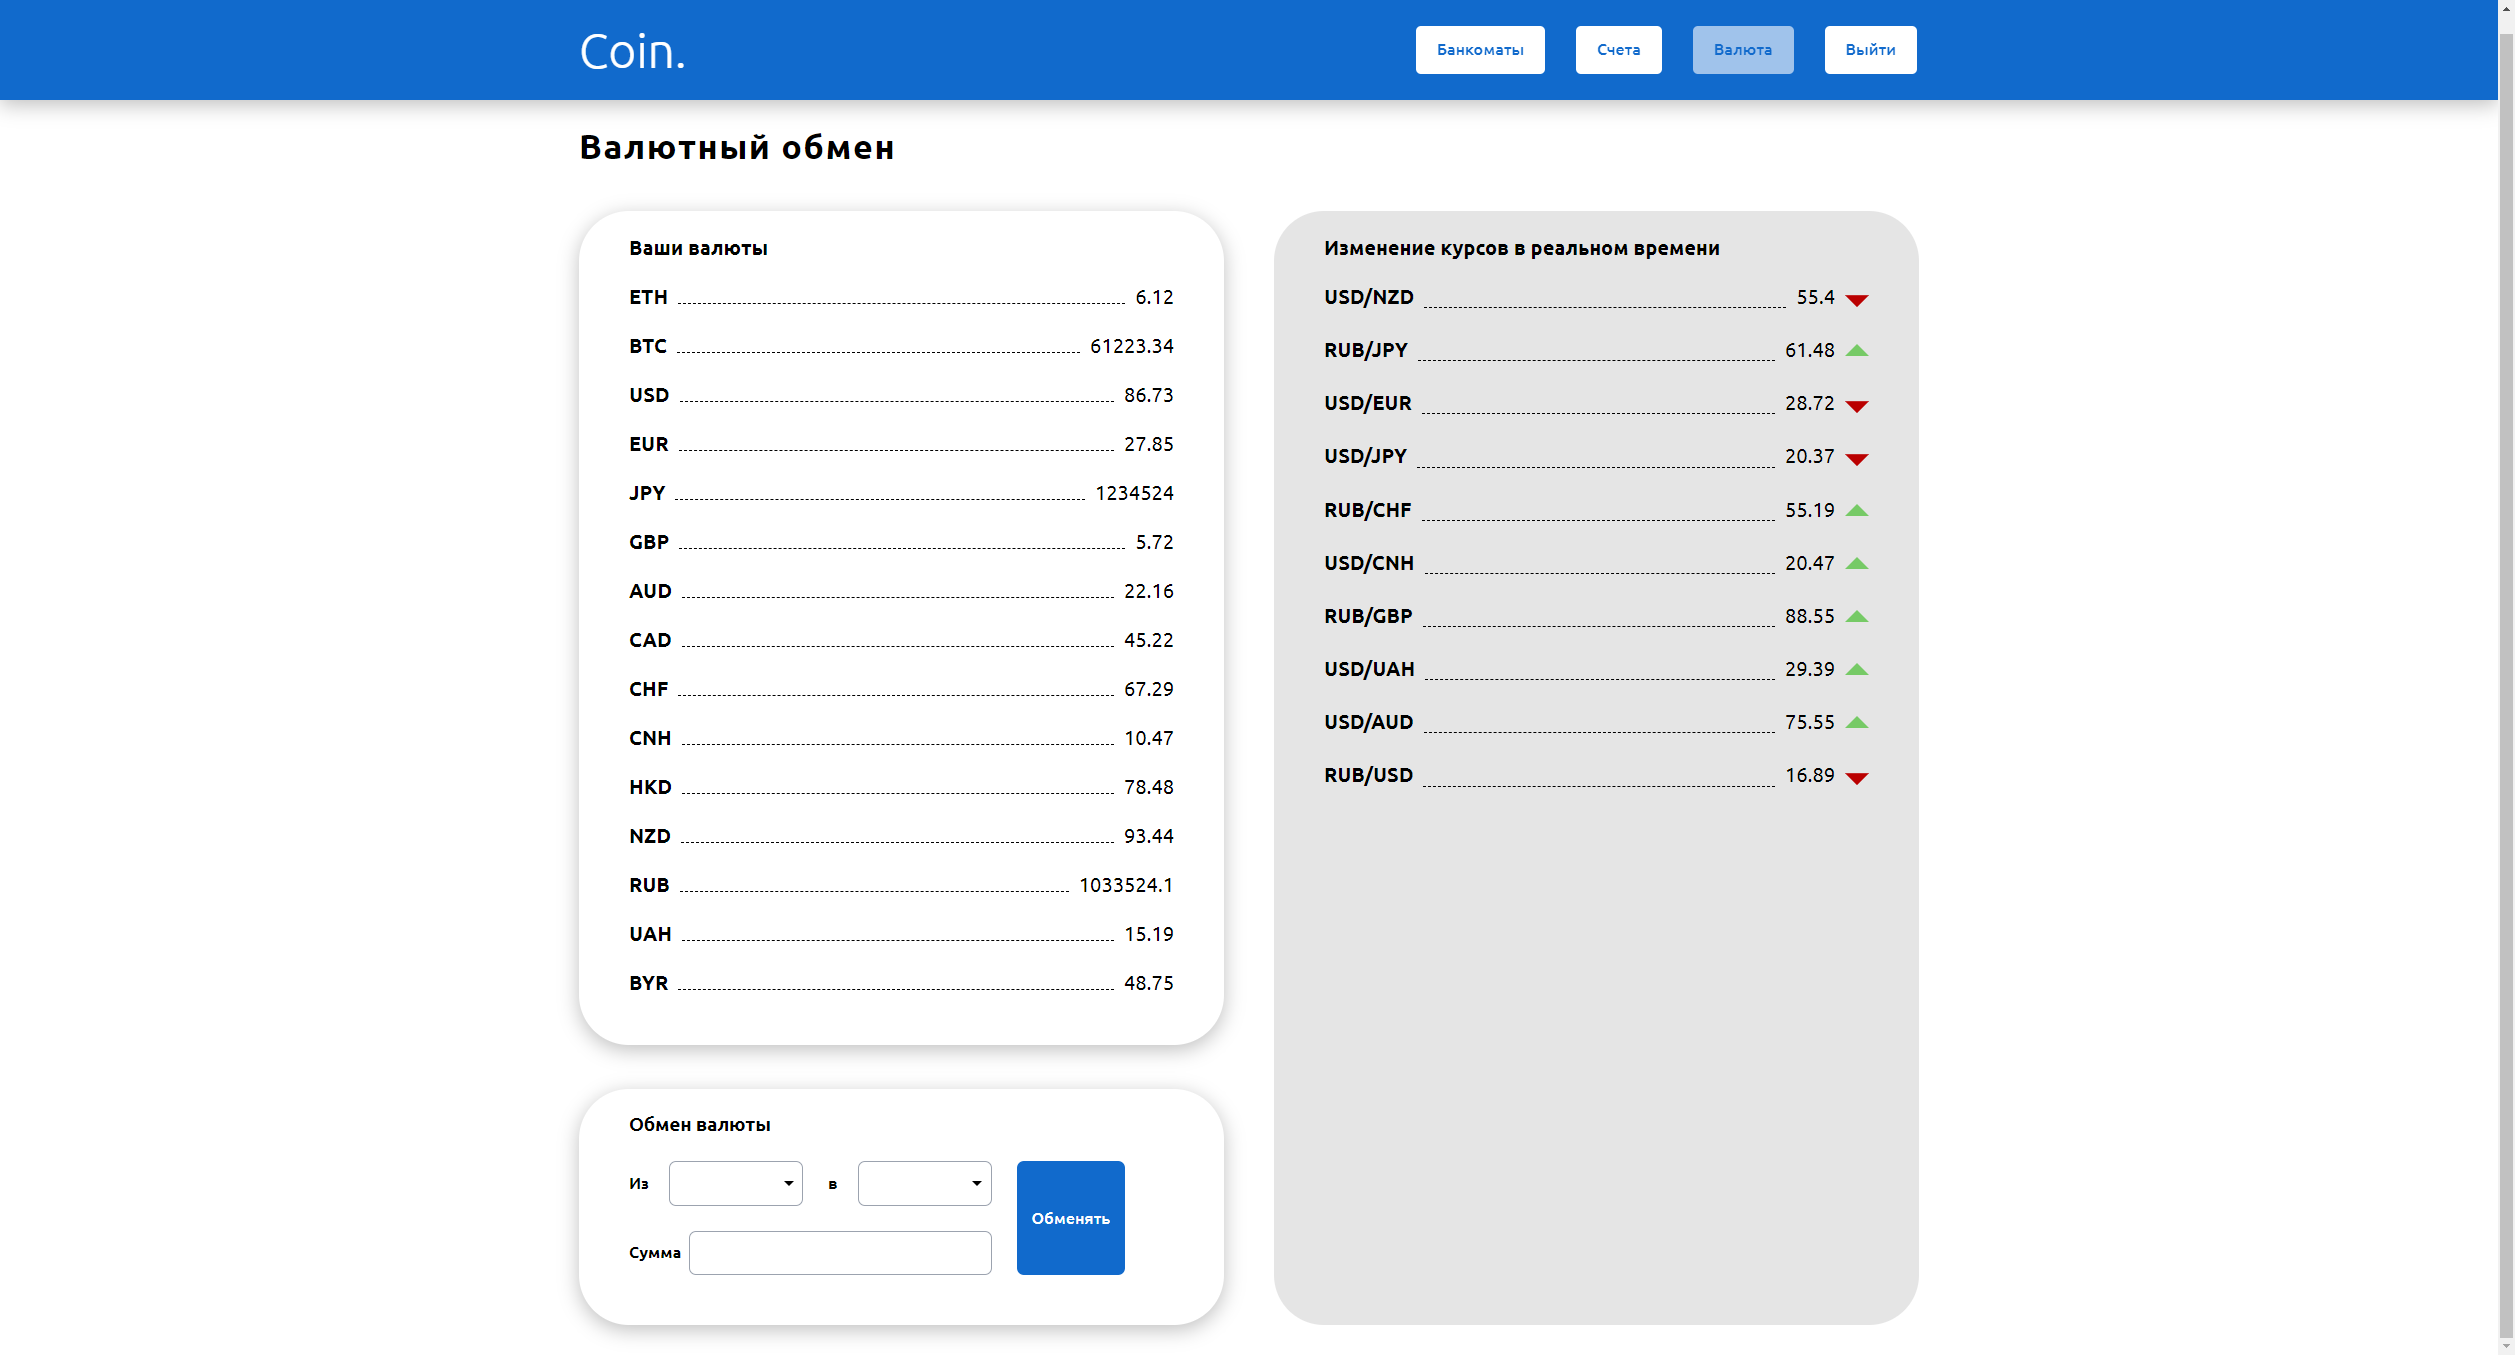 Coin.
Банкоматы
Счета
Валюта
Выйти
Валютный обмен
Ваши валюты
ETH 6.12
BTC 61223.34
USD 86.73
EUR 27.85
JPY 1234524
GBP 5.72
AUD 22.16
CAD 45.22
CHF 67.29
CNH 10.47
HKD 78.48
NZD 93.44
RUB 1033524.1
UAH 15.19
BYR 48.75
Обмен валюты
Из
в
Обменять
Сумма
Изменение курсов в реальном времени
USD/NZD 55.4
RUB/JPY 61.48
USD/EUR 28.72
USD/JPY 20.37
RUB/CHF 55.19
USD/CNH 20.47
RUB/GBP 88.55
USD/UAH 29.39
USD/AUD 75.55
RUB/USD 16.89